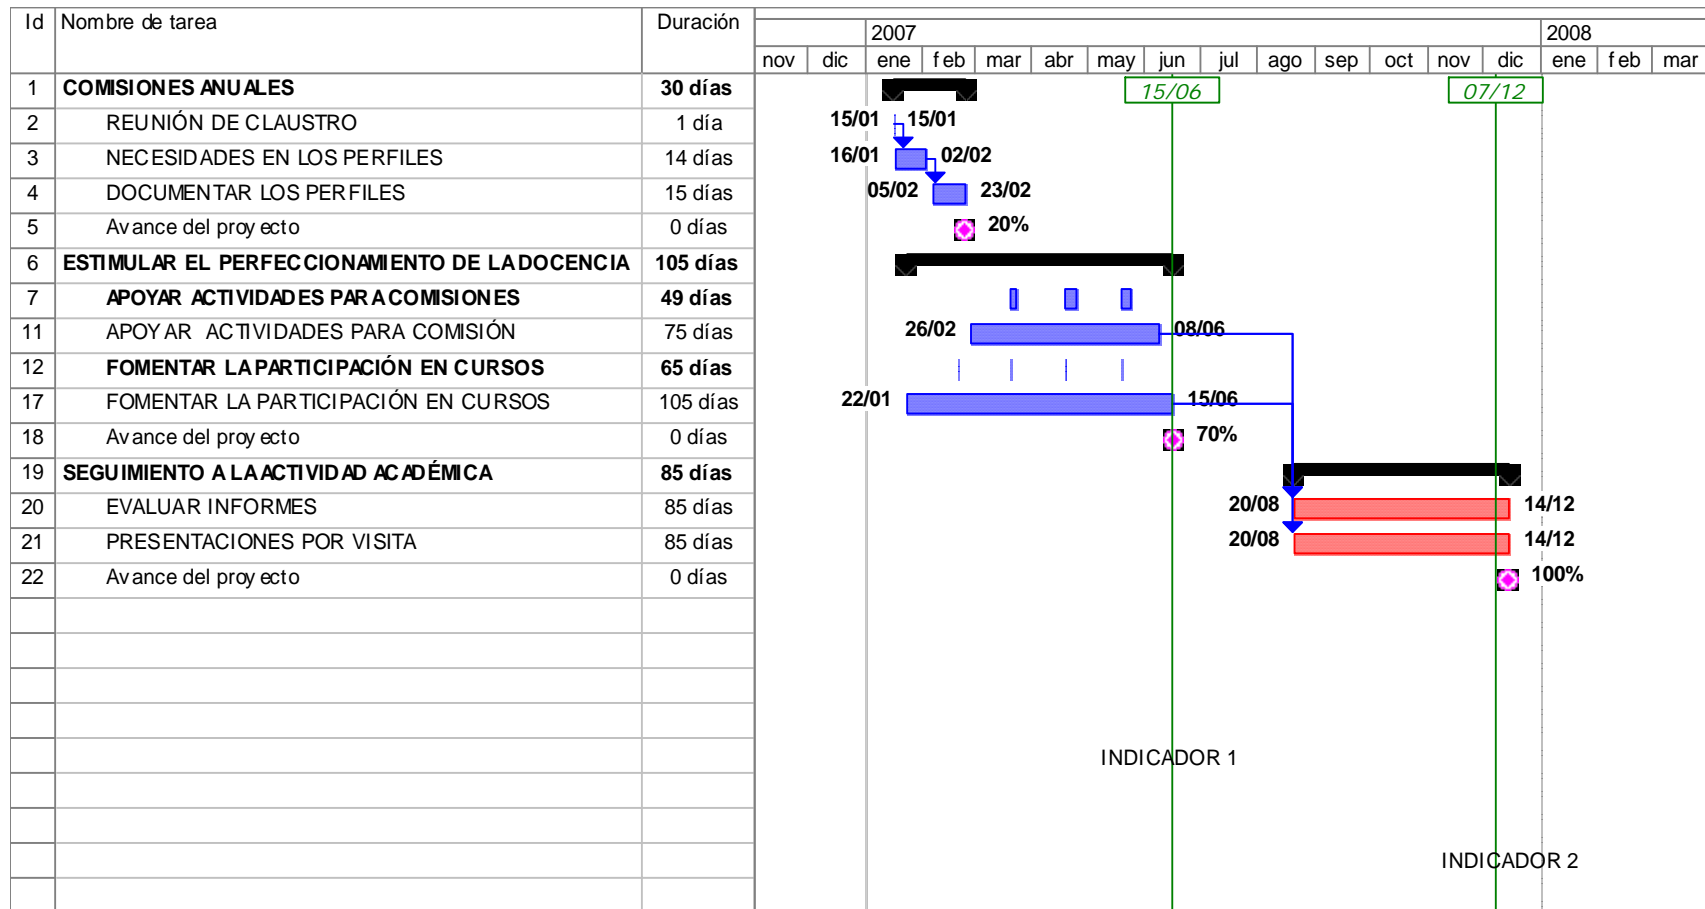 Id Nombre de tarea Duración
2007 2008
nov dic ene feb mar abr may jun jul ago sep oct nov dic ene feb mar
1 COMISIONES ANUALES 30 días 15/06 07/12
2 REUNIÓN DE CLAUSTRO 1 día 15/01 15/01
3 NECESIDADES EN LOS PERFILES 14 días 16/01 02/02
4 DOCUMENTAR LOS PERFILES 15 días 05/02 23/02
5 Avance del proyecto 0 días 20%
6 ESTIMULAR EL PERFECCIONAMIENTO DE LA DOCENCIA 105 días
7 APOYAR ACTIVIDADES PARA COMISIONES 49 días
11 APOYAR ACTIVIDADES PARA COMISIÓN 75 días 26/02 08/06
12 FOMENTAR LA PARTICIPACIÓN EN CURSOS 65 días
17 FOMENTAR LA PARTICIPACIÓN EN CURSOS 105 días 22/01 15/06
18 Avance del proyecto 0 días 70%
19 SEGUIMIENTO A LA ACTIVIDAD ACADÉMICA 85 días
20 EVALUAR INFORMES 85 días 20/08 14/12
21 PRESENTACIONES POR VISITA 85 días 20/08 14/12
22 Avance del proyecto 0 días 100%
INDICADOR 1
INDICADOR 2